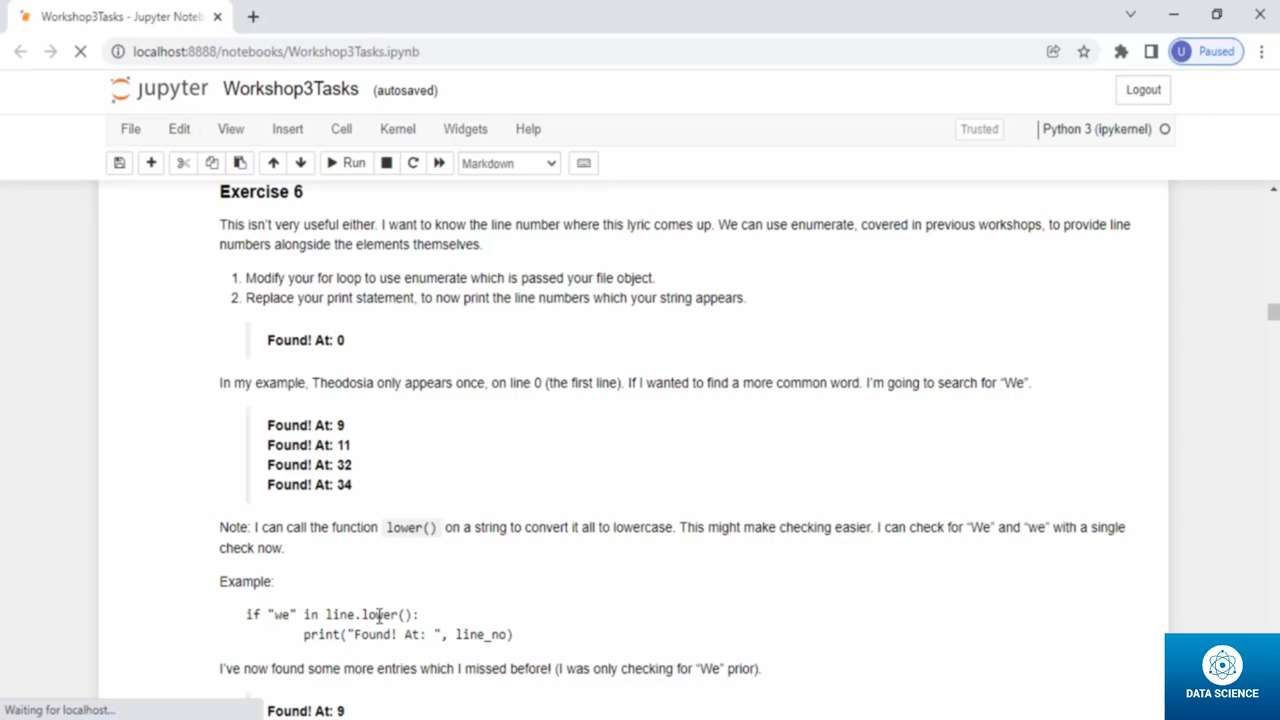 Workshop3Tasks - Jupyter Noteb
localhost:8888/notebooks/Workshop3Tasks.ipynb
U Paused
jupyter Workshop3Tasks (autosaved)
Logout
File Edit View Insert Cell Kernel Widgets Help
Trusted
Python 3 (ipykernel)
Run
Markdown
Exercise 6
This isn't very useful either. I want to know the line number where this lyric comes up. We can use enumerate, covered in previous workshops, to provide line
numbers alongside the elements themselves.
1. Modify your for loop to use enumerate which is passed your file object.
2. Replace your print statement, to now print the line numbers which your string appears.
Found! At: 0
In my example, Theodosia only appears once, on line 0 (the first line). If I wanted to find a more common word. I'm going to search for “We”.
Found! At: 9
Found! At: 11
Found! At: 32
Found! At: 34
Note: I can call the function lower() on a string to convert it all to lowercase. This might make checking easier. I can check for “We” and “we” with a single
check now.
Example:
if "we" in line.lower():
print("Found! At: ", line_no)
I've now found some more entries which I missed before! (I was only checking for “We” prior).
Found! At: 9
Waiting for localhost...
DATA SCIENCE